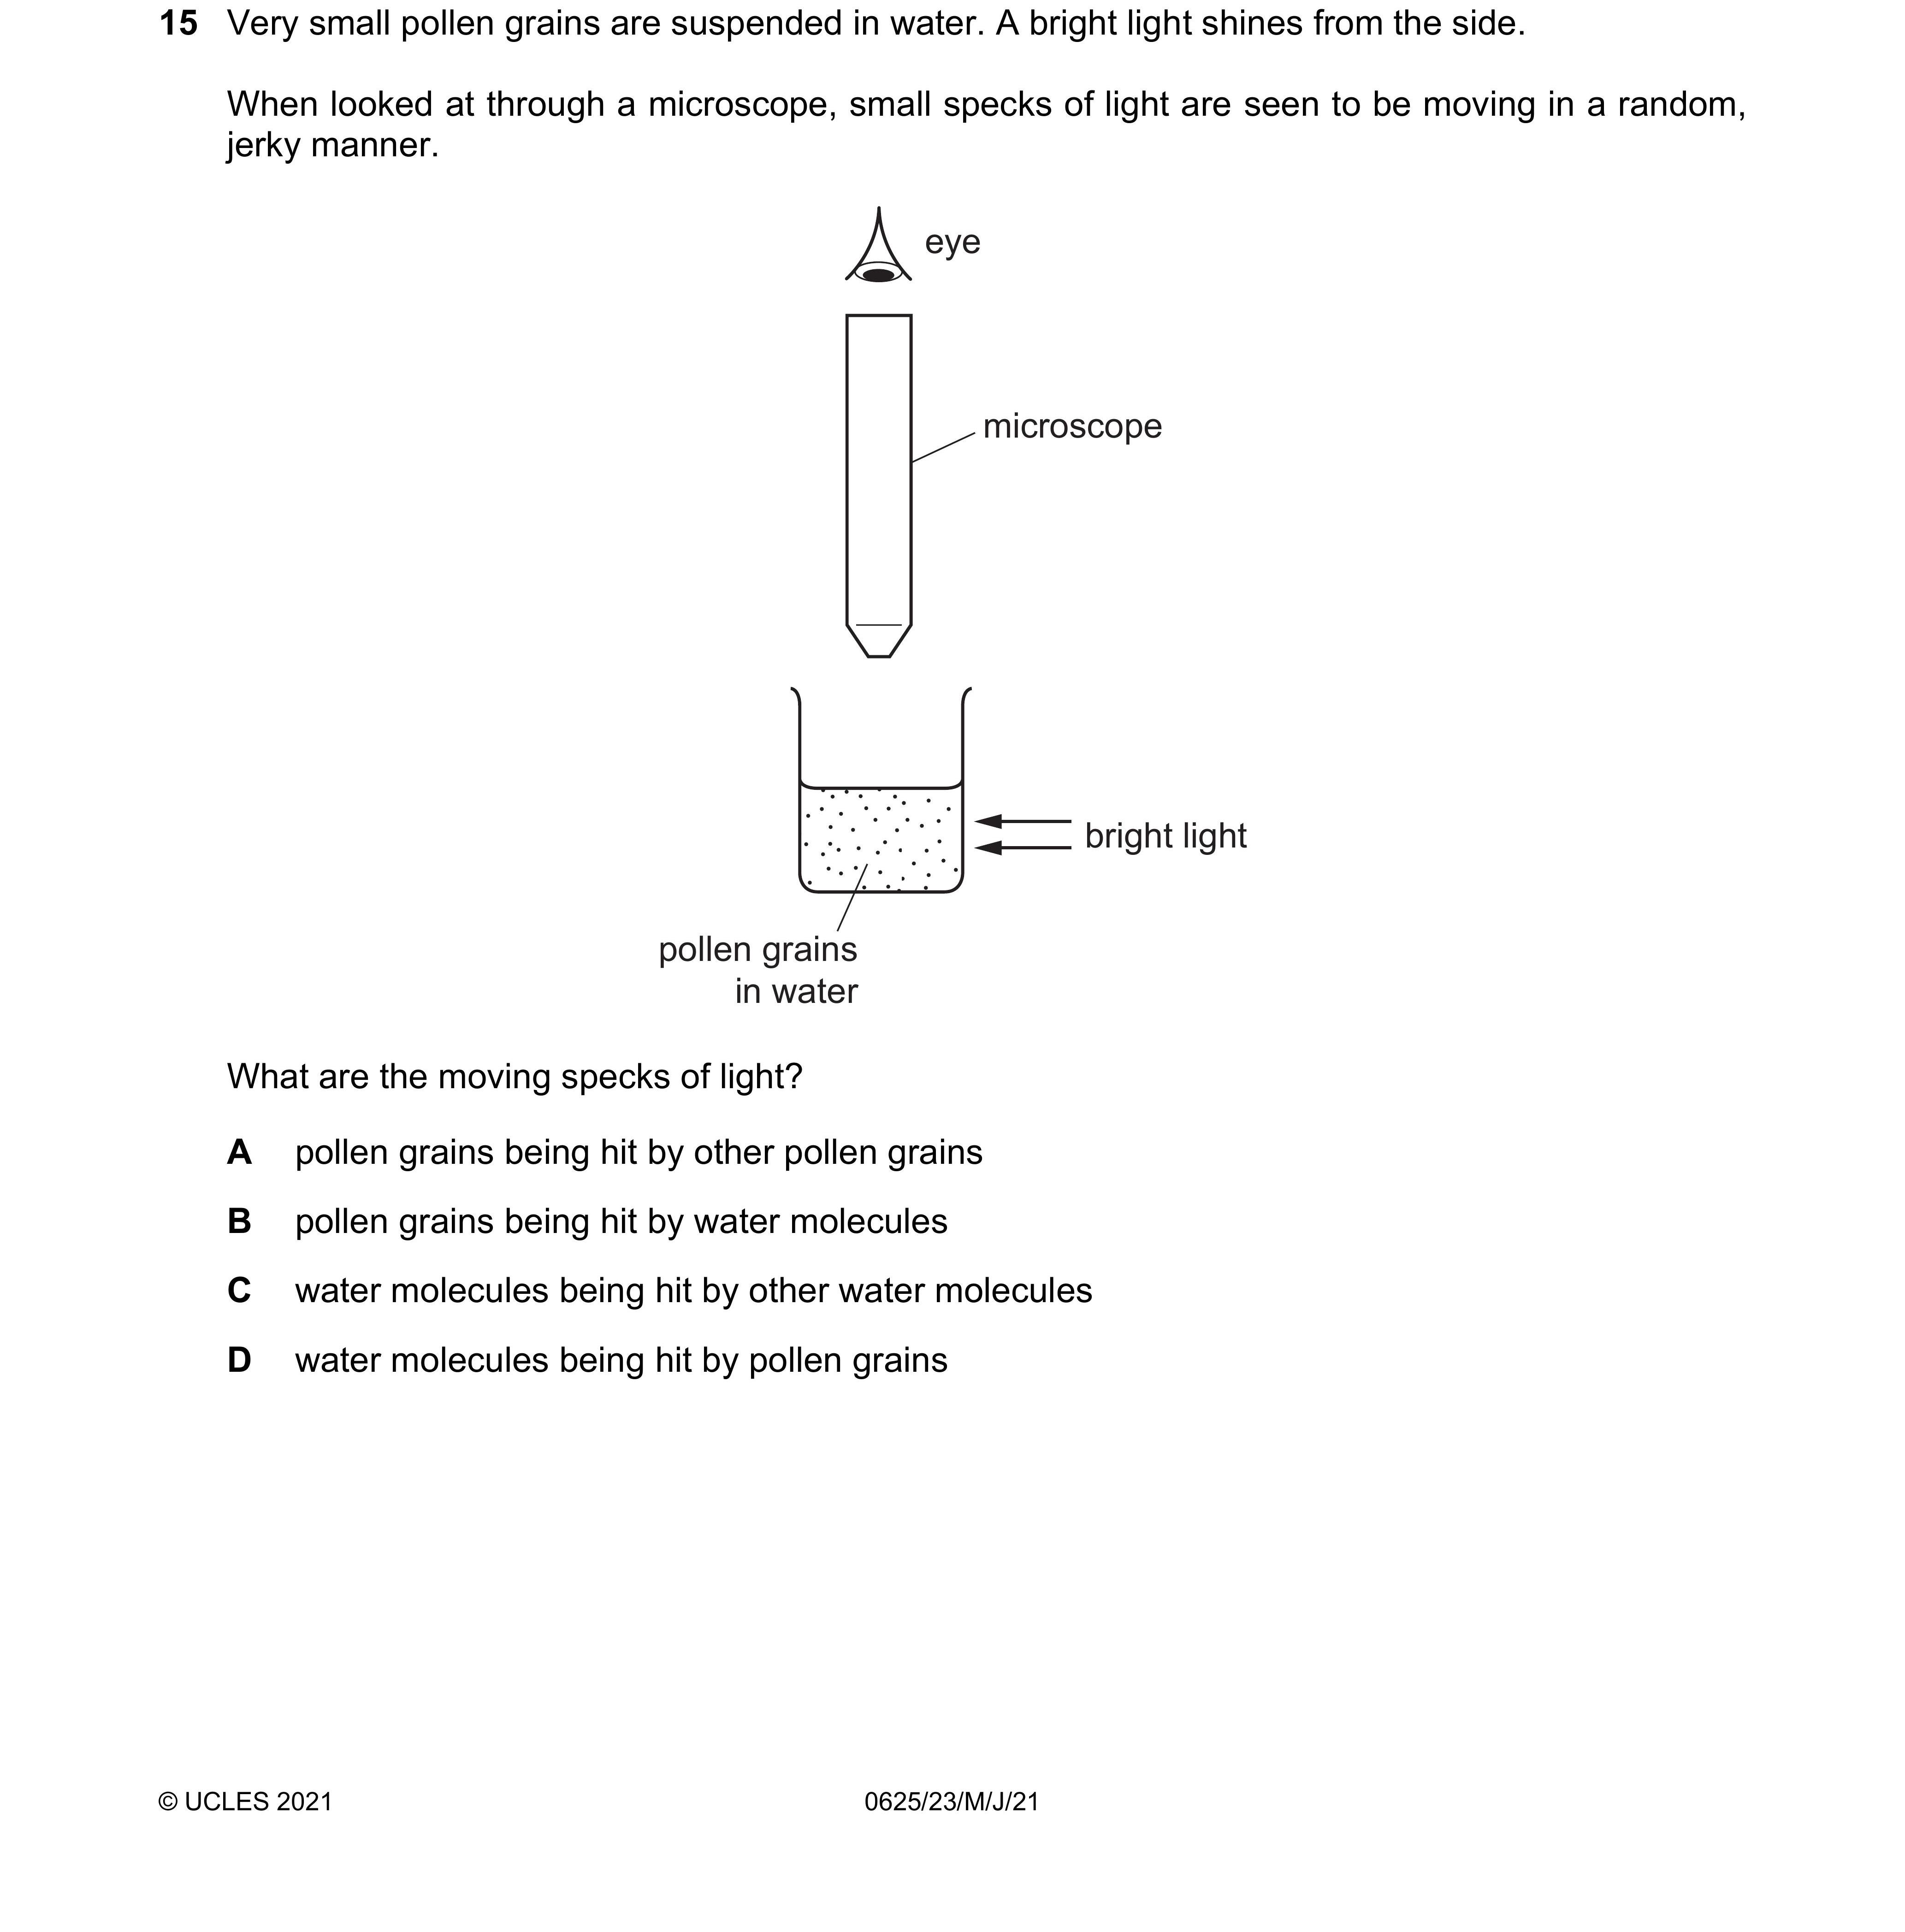 15 Very small pollen grains are suspended in water. A bright light shines from the side.
When looked at through a microscope, small specks of light are seen to be moving in a random,
jerky manner.
eye
microscope
bright light
pollen grains
in water
What are the moving specks of light?
A pollen grains being hit by other pollen grains
B pollen grains being hit by water molecules
C water molecules being hit by other water molecules
D water molecules being hit by pollen grains
© UCLES 2021 0625/23/M/J/21